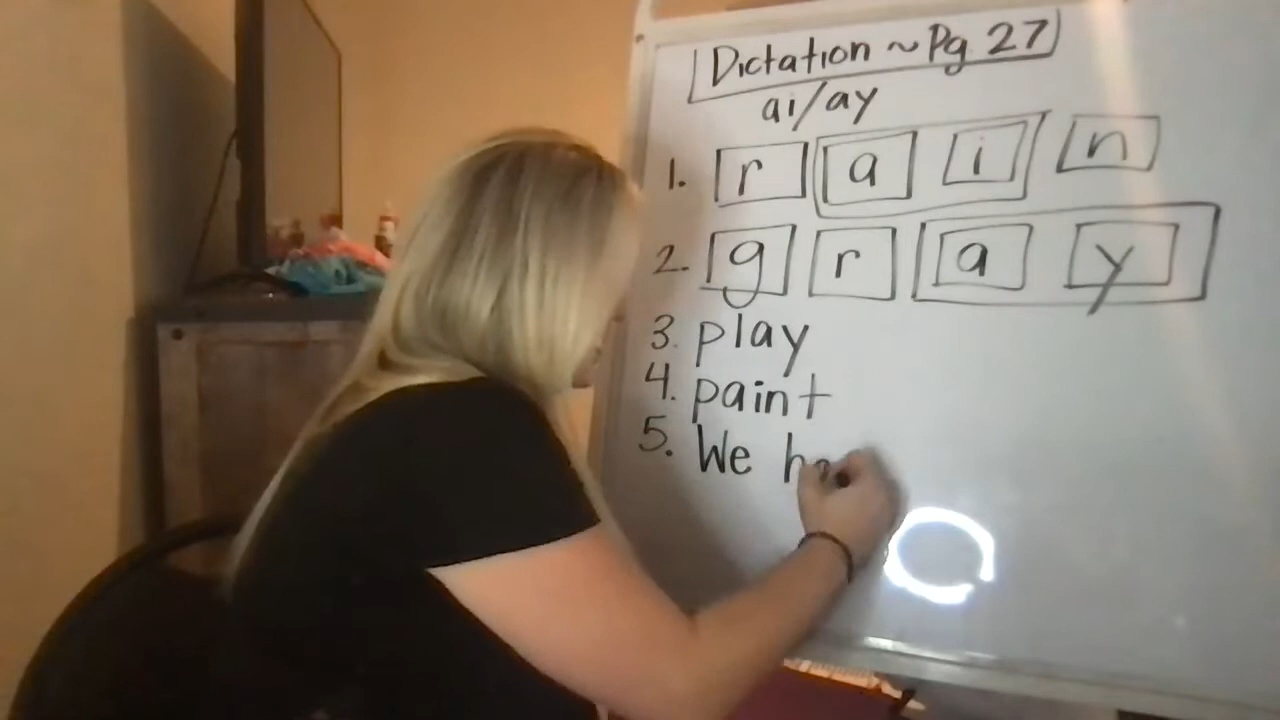 Dictation ~ Pg 27
ai/ay
1. r a i n
2. g r a y
3. play
4. paint
5. We